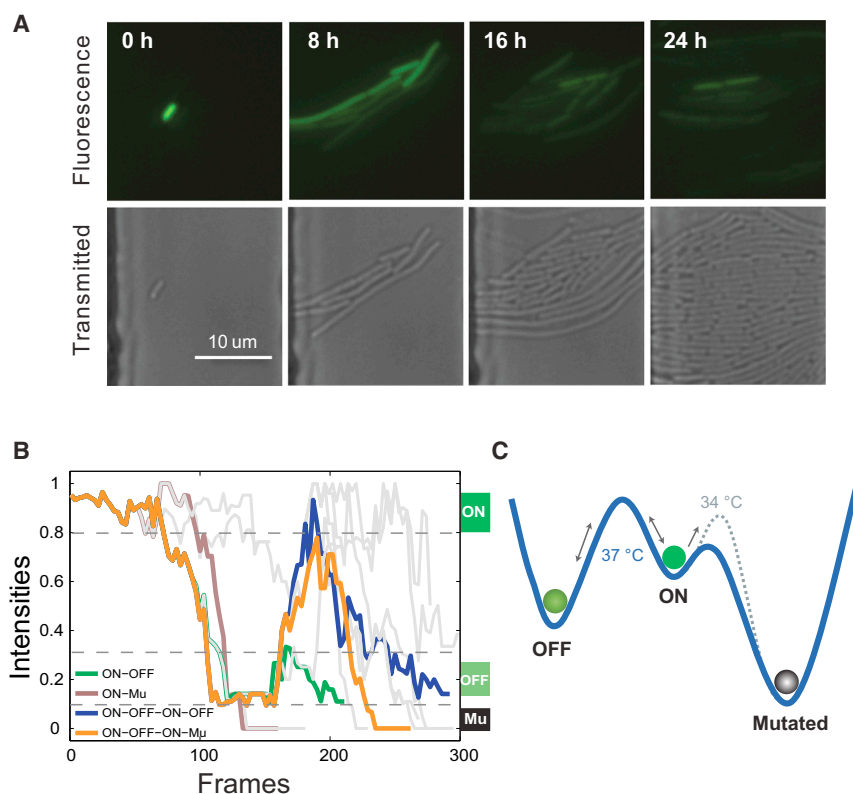 A
Fluorescence
0 h
8 h
16 h
24 h
Transmitted
10 um
B
Intensities
1
0.8
0.6
0.4
0.2
0
ON-OFF
ON-Mu
ON-OFF-ON-OFF
ON-OFF-ON-Mu
0
100
200
300
Frames
ON
OFF
Mu
C
34 °C
37 °C
OFF
ON
Mutated